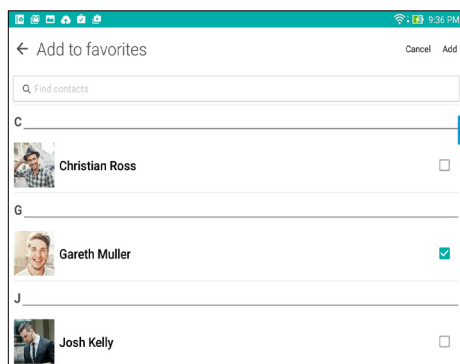 9:36 PM
Add to favorites
Cancel Add
Find contacts
C
Christian Ross
G
Gareth Muller
J
Josh Kelly